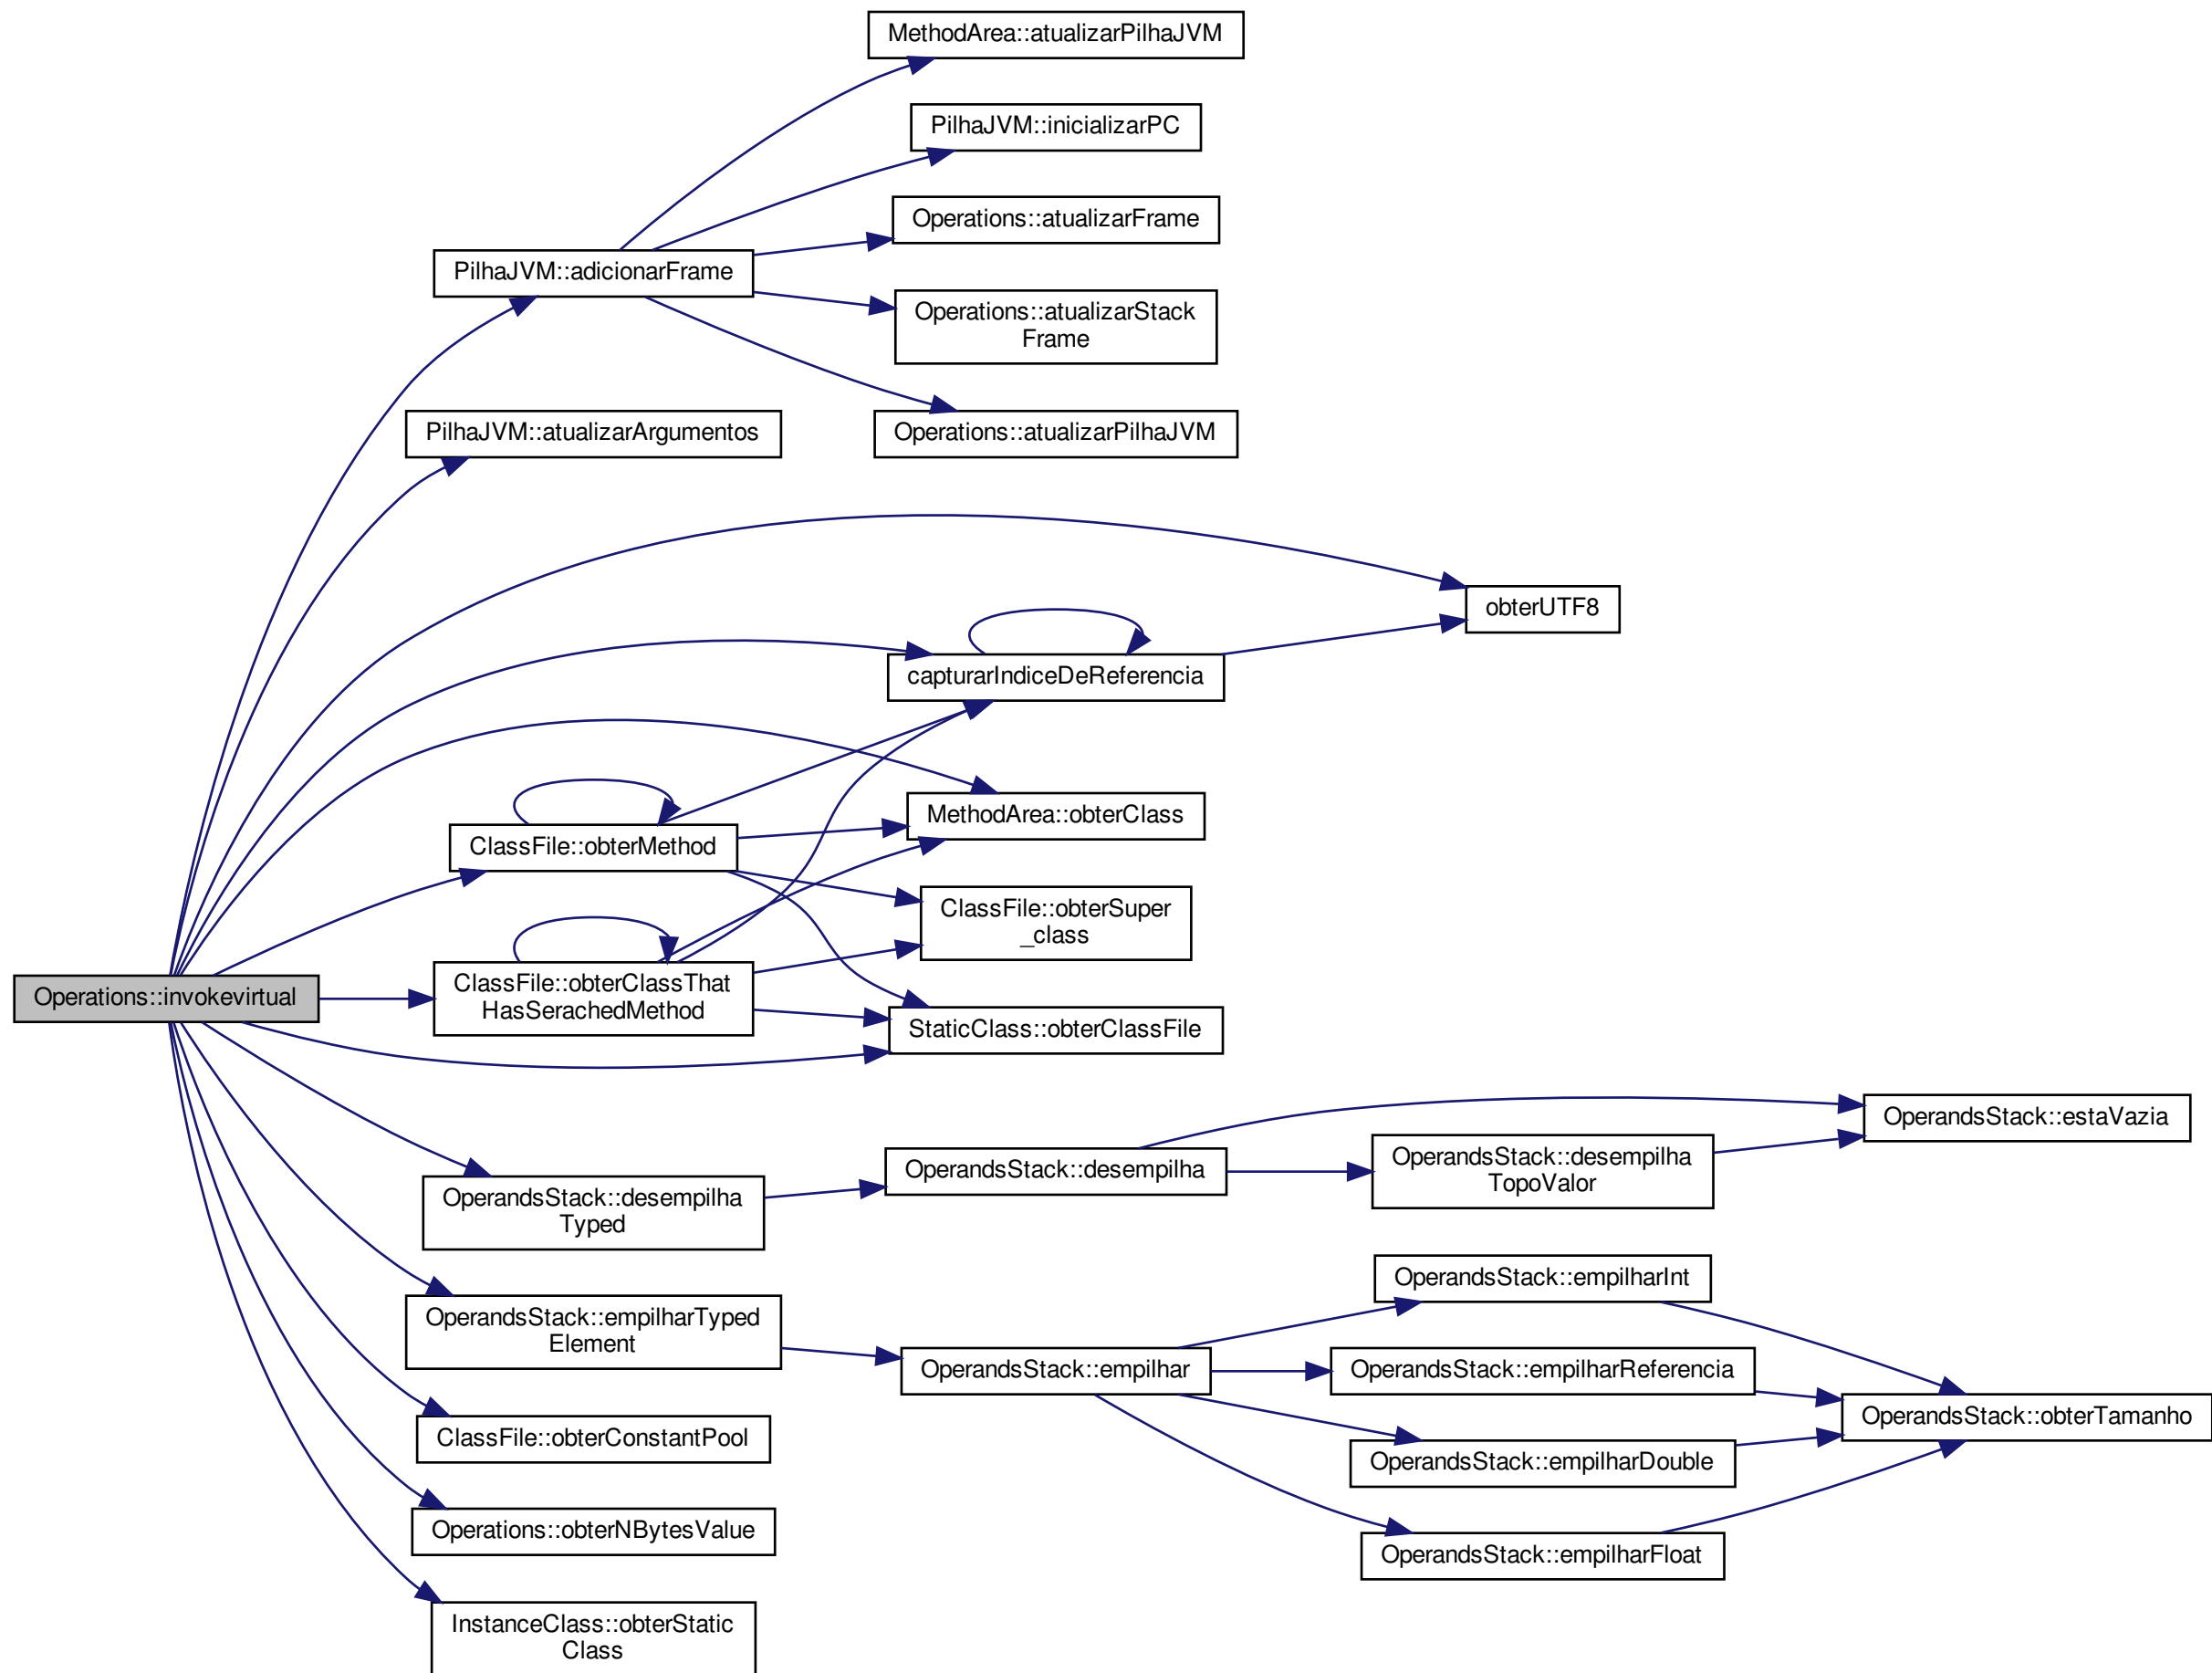 MethodArea::atualizarPilhaJVM
PilhaJVM::inicializarPC
Operations::atualizarFrame
PilhaJVM::adicionarFrame
Operations::atualizarStack
Frame
Operations::atualizarPilhaJVM
PilhaJVM::atualizarArgumentos
obterUTF8
capturarIndiceDeReferencia
MethodArea::obterClass
ClassFile::obterMethod
ClassFile::obterSuper
_class
ClassFile::obterClassThat
HasSerachedMethod
Operations::invokevirtual
StaticClass::obterClassFile
OperandsStack::estaVazia
OperandsStack::desempilha
OperandsStack::desempilha
TopoValor
OperandsStack::desempilha
Typed
OperandsStack::empilharInt
OperandsStack::empilharTyped
Element
OperandsStack::empilhar
OperandsStack::empilharReferencia
OperandsStack::obterTamanho
ClassFile::obterConstantPool
OperandsStack::empilharDouble
Operations::obterNBytesValue
OperandsStack::empilharFloat
InstanceClass::obterStatic
Class